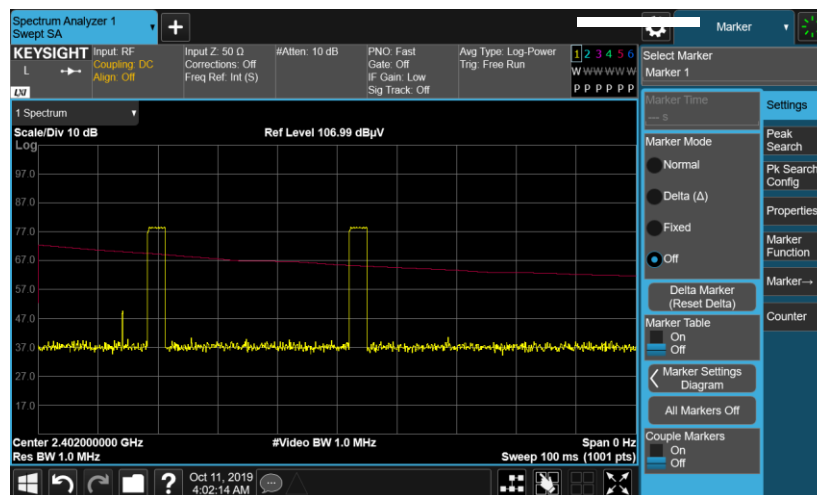 Spectrum Analyzer 1
Swept SA
+
Marker
KEYSIGHT
L
LXI
Input: RF
Coupling: DC
Align: Off
Input Z: 50 Ω
Corrections: Off
Freq Ref: Int (S)
#Atten: 10 dB
PNO: Fast
Gate: Off
IF Gain: Low
Sig Track: Off
Avg Type: Log-Power
Trig: Free Run
1 2 3 4 5 6
W W W W W W
P P P P P P
Select Marker
Marker 1
1 Spectrum
Scale/Div 10 dB
Ref Level 106.99 dBµV
Log
97.0
87.0
77.0
67.0
57.0
47.0
37.0
27.0
17.0
Center 2.402000000 GHz
#Video BW 1.0 MHz
Span 0 Hz
Res BW 1.0 MHz
Sweep 100 ms (1001 pts)
Marker Time
--- s
Marker Mode
Normal
Delta (Δ)
Fixed
Off
Delta Marker
(Reset Delta)
Marker Table
On
Off
Marker Settings
Diagram
All Markers Off
Couple Markers
On
Off
Settings
Peak
Search
Pk Search
Config
Properties
Marker
Function
Marker→
Counter
?
Oct 11, 2019
4:02:14 AM